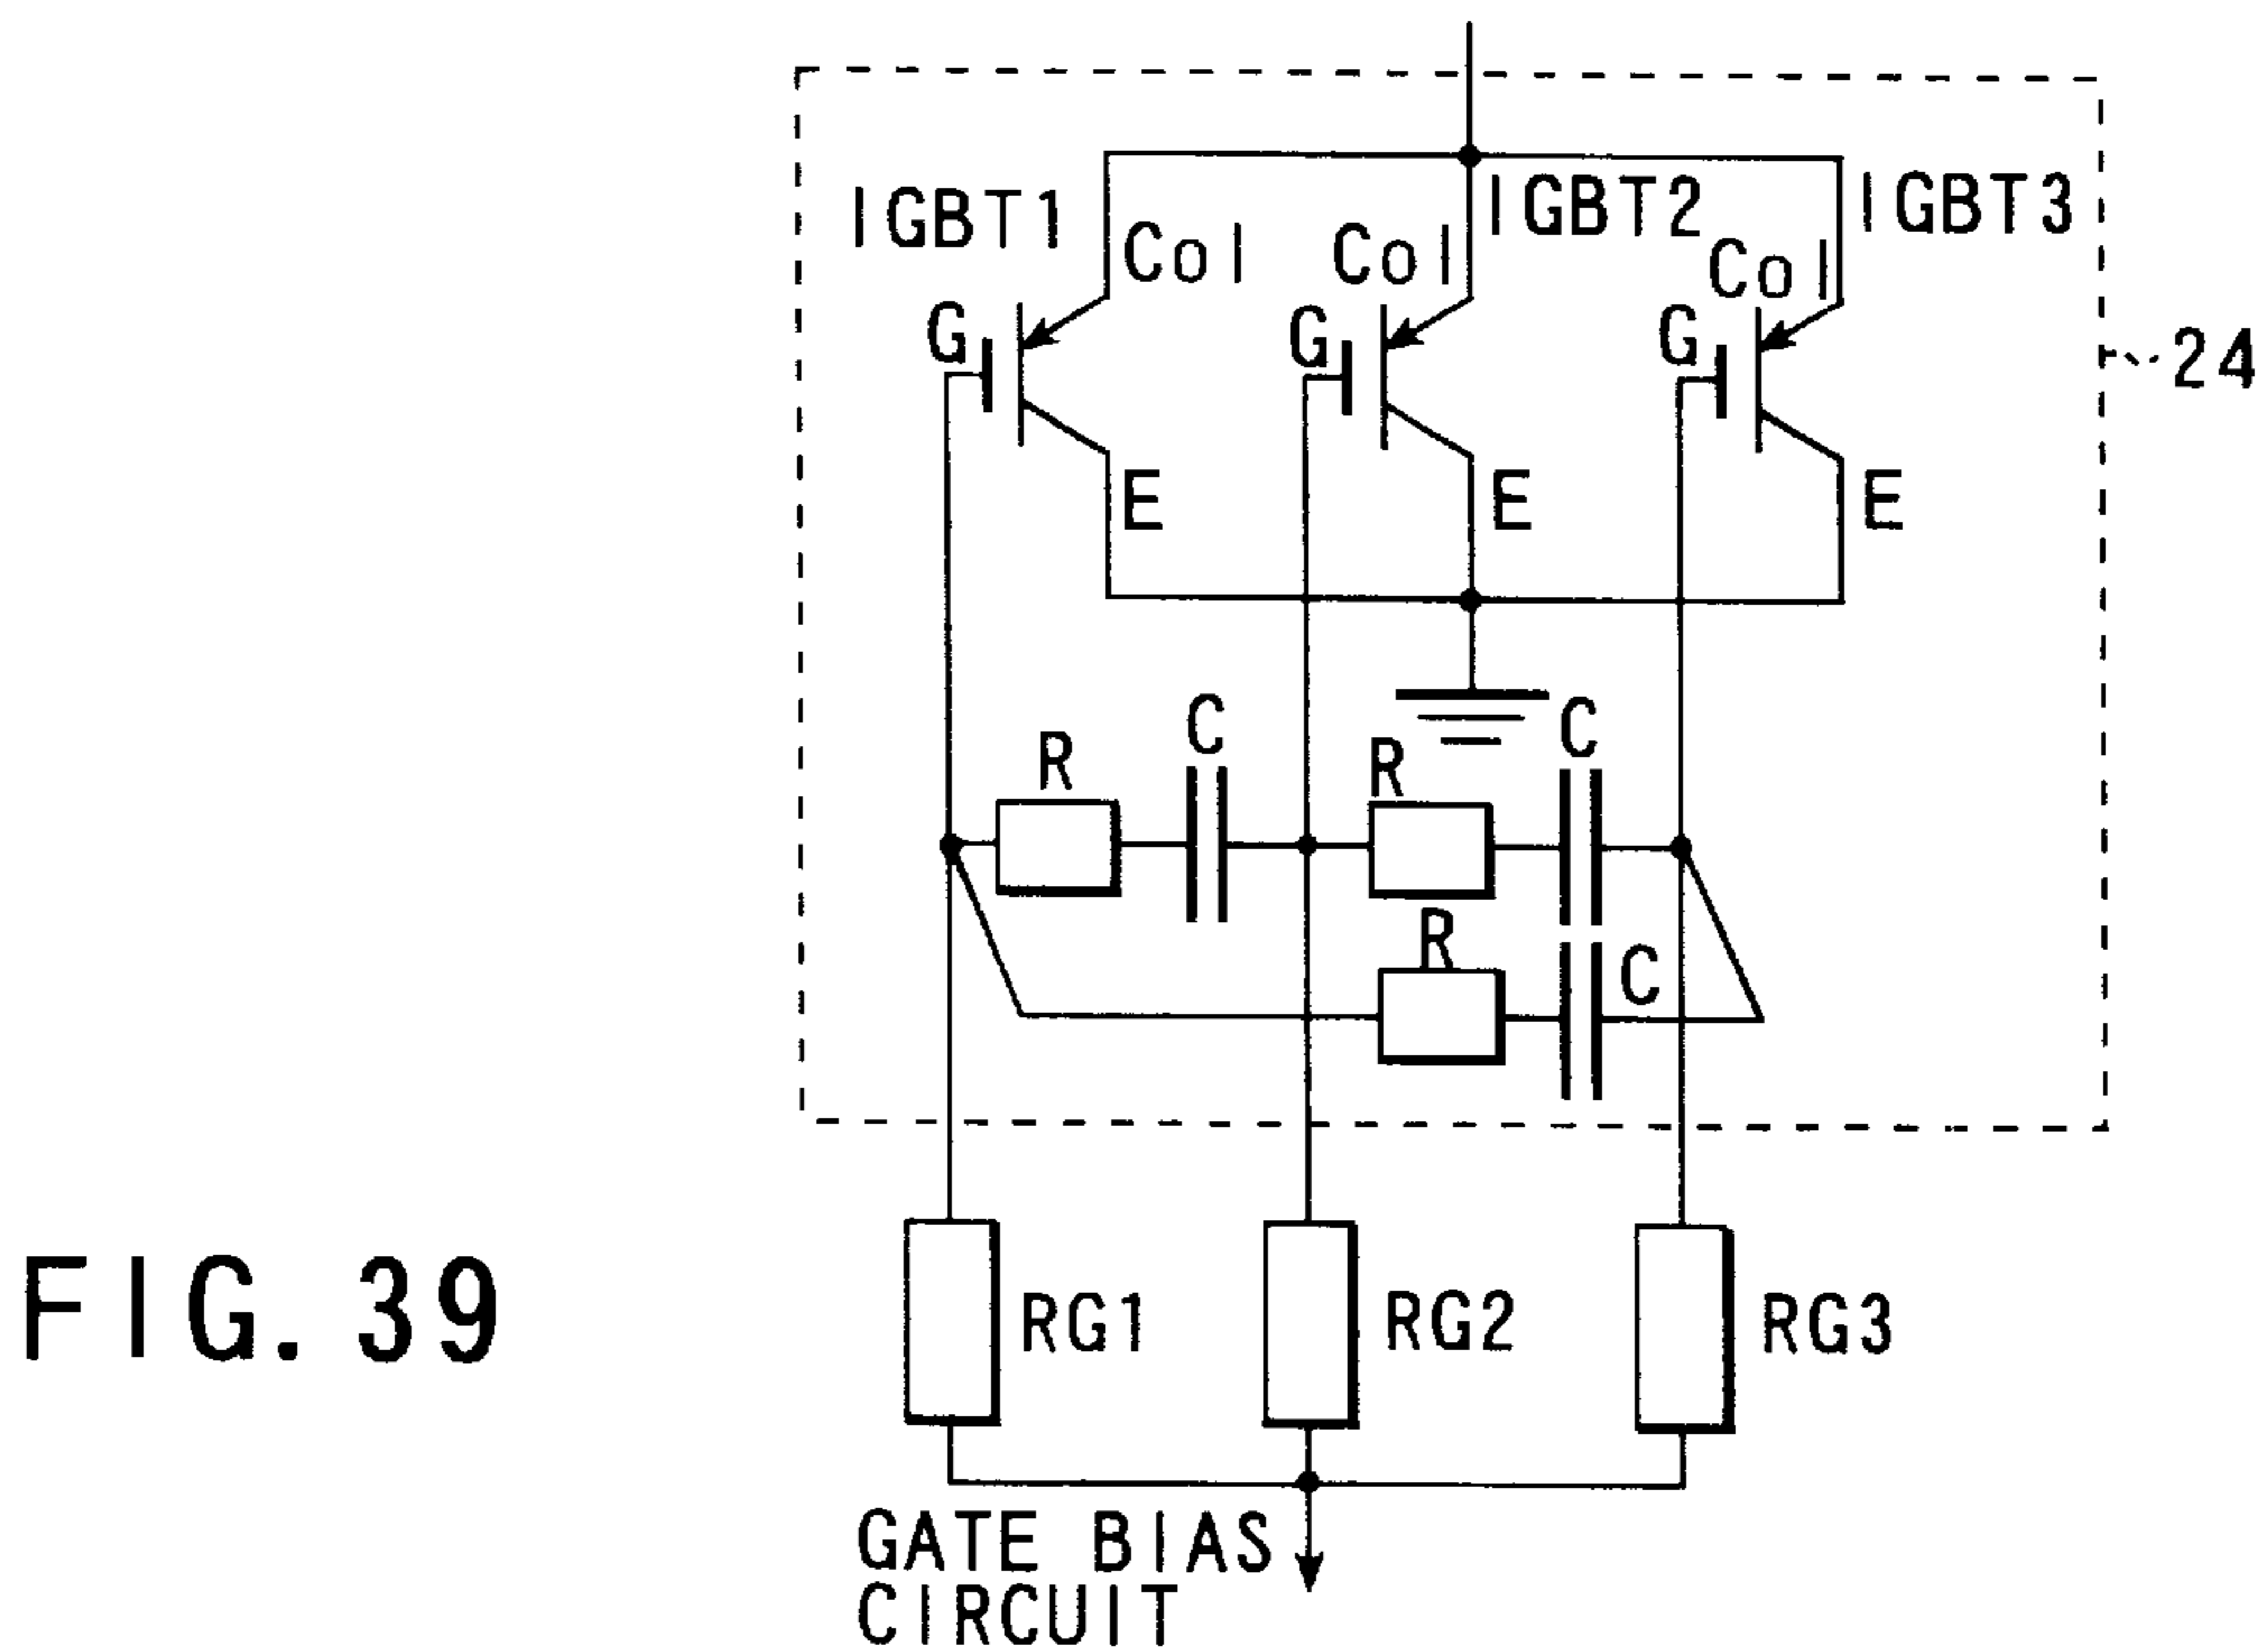 IGBT1
IGBT2
IGBT3
Col
Col
Col
G
G
G
24
E
E
E
C
C
R
R
R
C
RG1
RG2
RG3
FIG. 39
GATE BIAS
CIRCUIT